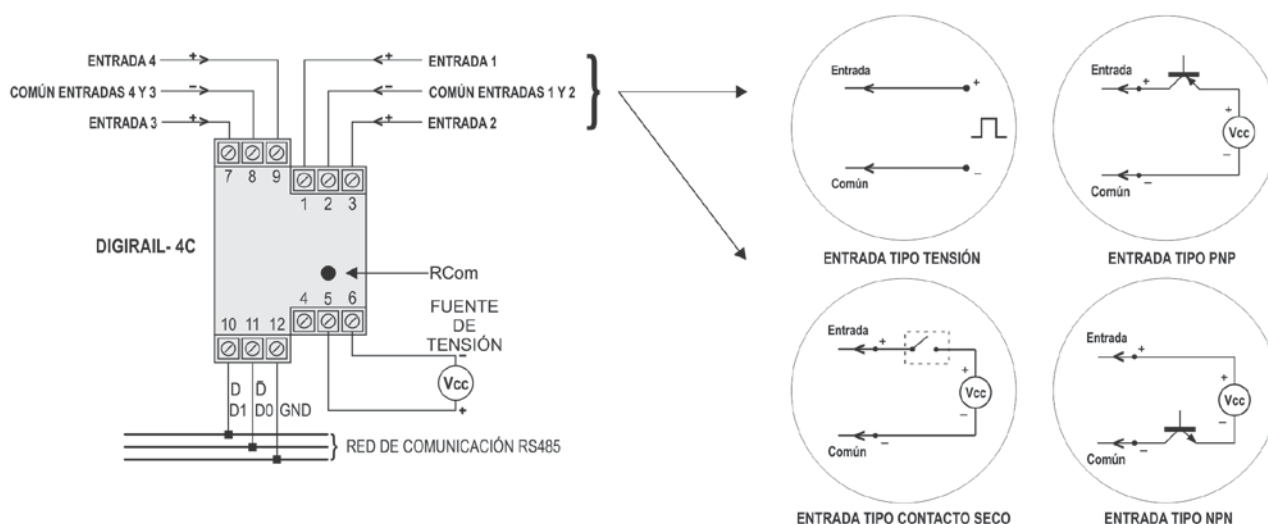 ENTRADA 4
+
COMÚN ENTRADAS 4 Y 3
−
ENTRADA 3
+
+
ENTRADA 1
−
COMÚN ENTRADAS 1 Y 2
+
ENTRADA 2
7 8 9
1 2 3
DIGIRAIL- 4C
RCom
4 5 6
10 11 12
FUENTE
DE
TENSIÓN
−
Vcc
+
D D̄
D1 D0 GND
RED DE COMUNICACIÓN RS485
Entrada
+
Común
−
ENTRADA TIPO TENSIÓN
Entrada
+
+
Vcc
−
Común
−
ENTRADA TIPO PNP
Entrada
+
+
Vcc
−
Común
−
ENTRADA TIPO CONTACTO SECO
Entrada
+
+
Vcc
−
Común
−
ENTRADA TIPO NPN